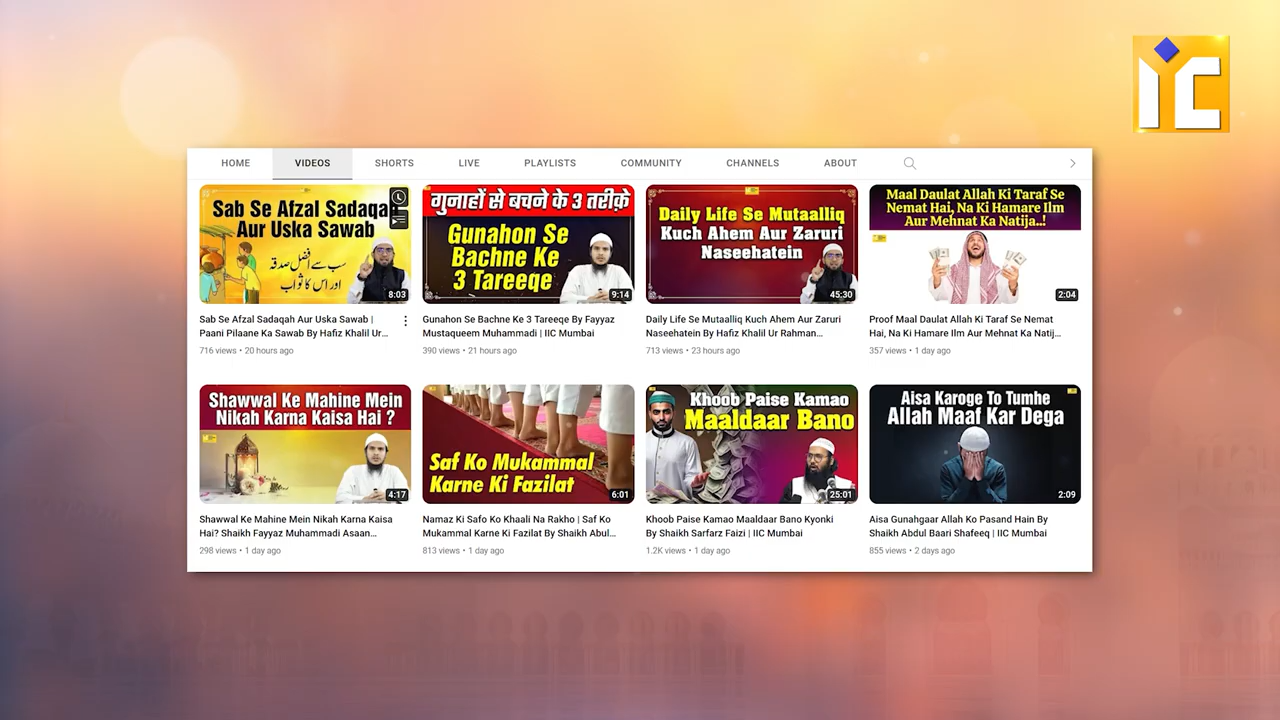 IIC
HOME VIDEOS SHORTS LIVE PLAYLISTS COMMUNITY CHANNELS ABOUT
Sab Se Afzal Sadaqa
Aur Uska Sawab
سب سے افضل صدقہ
اور اس کا ثواب
8:03
गुनाहों से बचने के 3 तरीक़े
Gunahon Se
Bachne Ke
3 Tareeqe
9:14
Daily Life Se Mutaalliq
Kuch Ahem Aur Zaruri
Naseehatein
45:30
Maal Daulat Allah Ki Taraf Se
Nemat Hai, Na Ki Hamare Ilm
Aur Mehnat Ka Natija..!
2:04
Sab Se Afzal Sadaqah Aur Uska Sawab |
Paani Pilaane Ka Sawab By Hafiz Khalil Ur...
716 views • 20 hours ago
Gunahon Se Bachne Ke 3 Tareeqe By Fayyaz
Mustaqueem Muhammadi | IIC Mumbai
390 views • 21 hours ago
Daily Life Se Mutaalliq Kuch Ahem Aur Zaruri
Naseehatein By Hafiz Khalil Ur Rahman...
713 views • 23 hours ago
Proof Maal Daulat Allah Ki Taraf Se Nemat
Hai, Na Ki Hamare Ilm Aur Mehnat Ka Natij...
357 views • 1 day ago
Shawwal Ke Mahine Mein
Nikah Karna Kaisa Hai ?
4:17
Saf Ko Mukammal
Karne Ki Fazilat
6:01
Khoob Paise Kamao
Maaldaar Bano
25:01
Aisa Karoge To Tumhe
Allah Maaf Kar Dega
2:09
Shawwal Ke Mahine Mein Nikah Karna Kaisa
Hai? Shaikh Fayyaz Muhammadi Asaan...
298 views • 1 day ago
Namaz Ki Safo Ko Khaali Na Rakho | Saf Ko
Mukammal Karne Ki Fazilat By Shaikh Abul...
813 views • 1 day ago
Khoob Paise Kamao Maaldaar Bano Kyonki
By Shaikh Sarfarz Faizi | IIC Mumbai
1.2K views • 1 day ago
Aisa Gunahgaar Allah Ko Pasand Hain By
Shaikh Abdul Baari Shafeeq | IIC Mumbai
855 views • 2 days ago